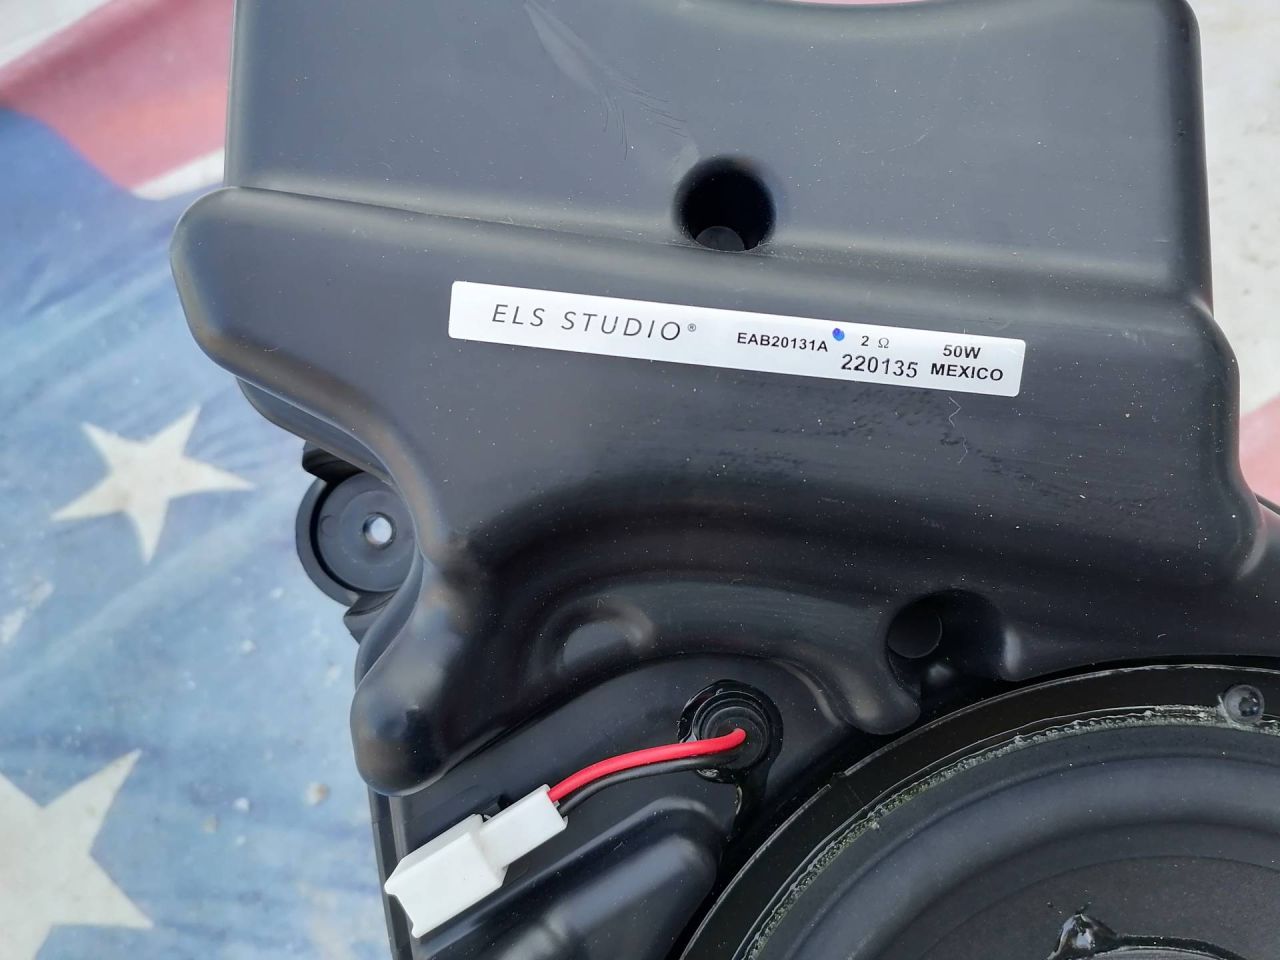 ELS STUDIO® EAB20131A 2 Ω 50W
220135 MEXICO